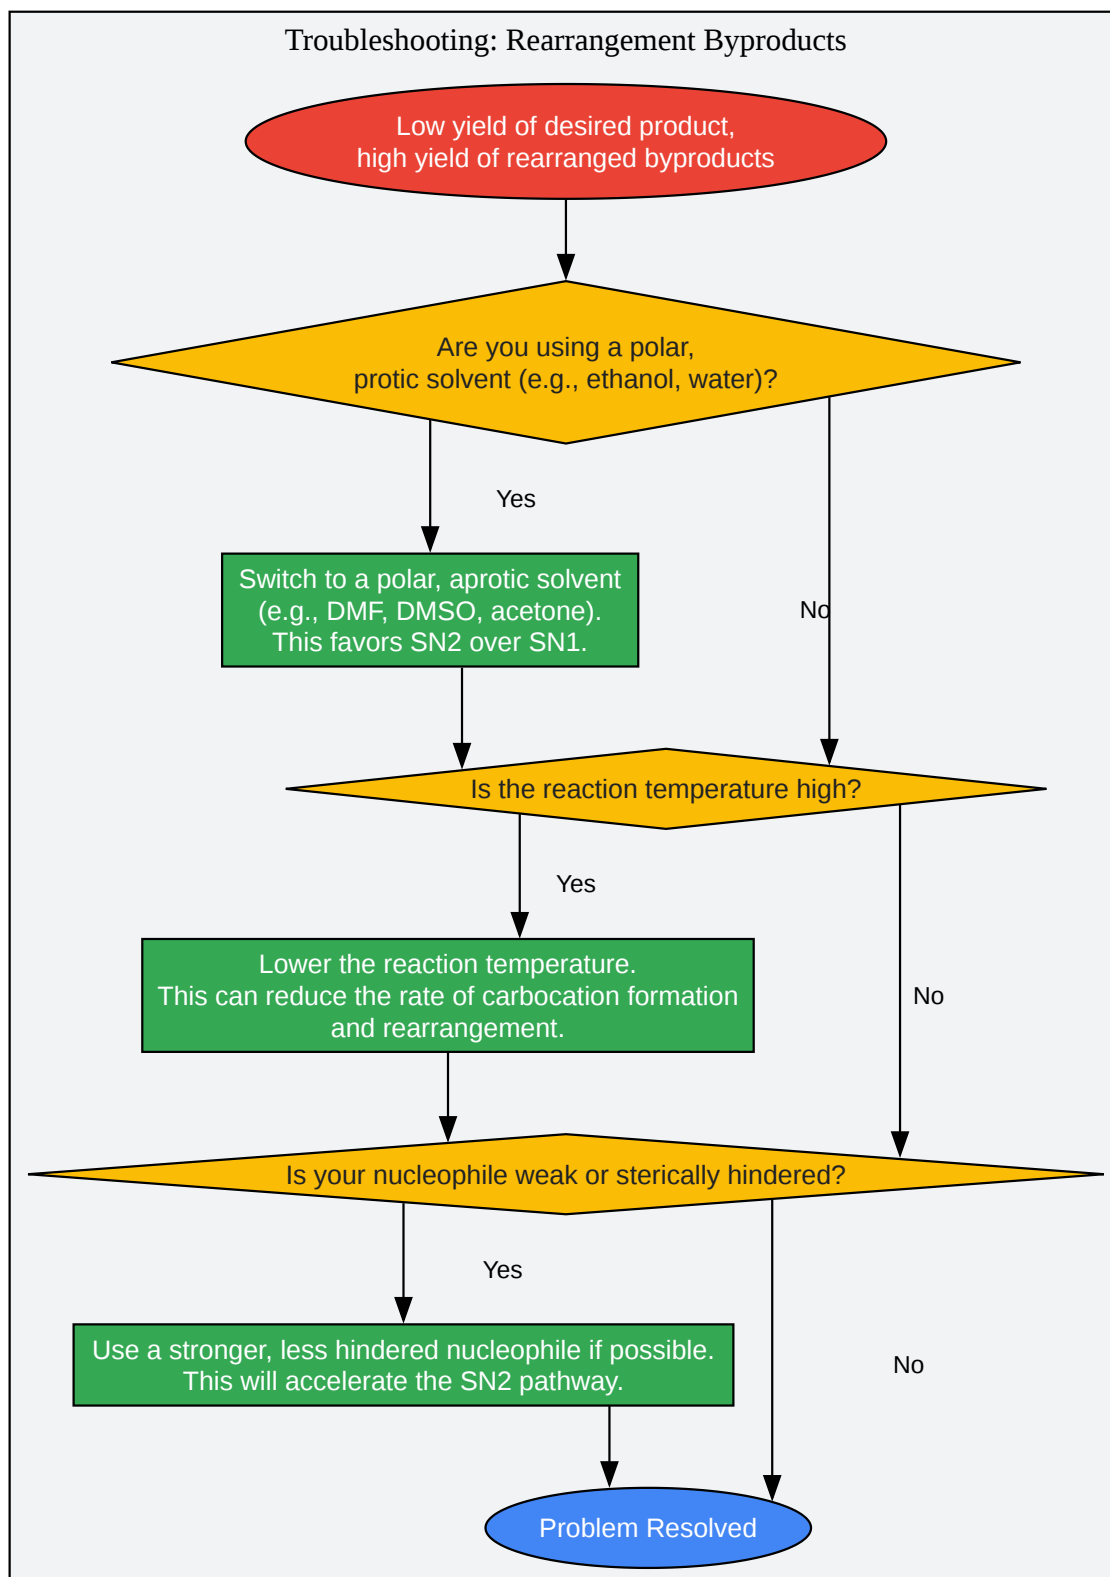 Troubleshooting: Rearrangement Byproducts
Low yield of desired product,
high yield of rearranged byproducts
Are you using a polar,
protic solvent (e.g., ethanol, water)?
Yes
Switch to a polar, aprotic solvent
(e.g., DMF, DMSO, acetone).
This favors SN2 over SN1.
No
Is the reaction temperature high?
Yes
Lower the reaction temperature.
This can reduce the rate of carbocation formation
and rearrangement.
No
Is your nucleophile weak or sterically hindered?
Yes
Use a stronger, less hindered nucleophile if possible.
This will accelerate the SN2 pathway.
No
Problem Resolved